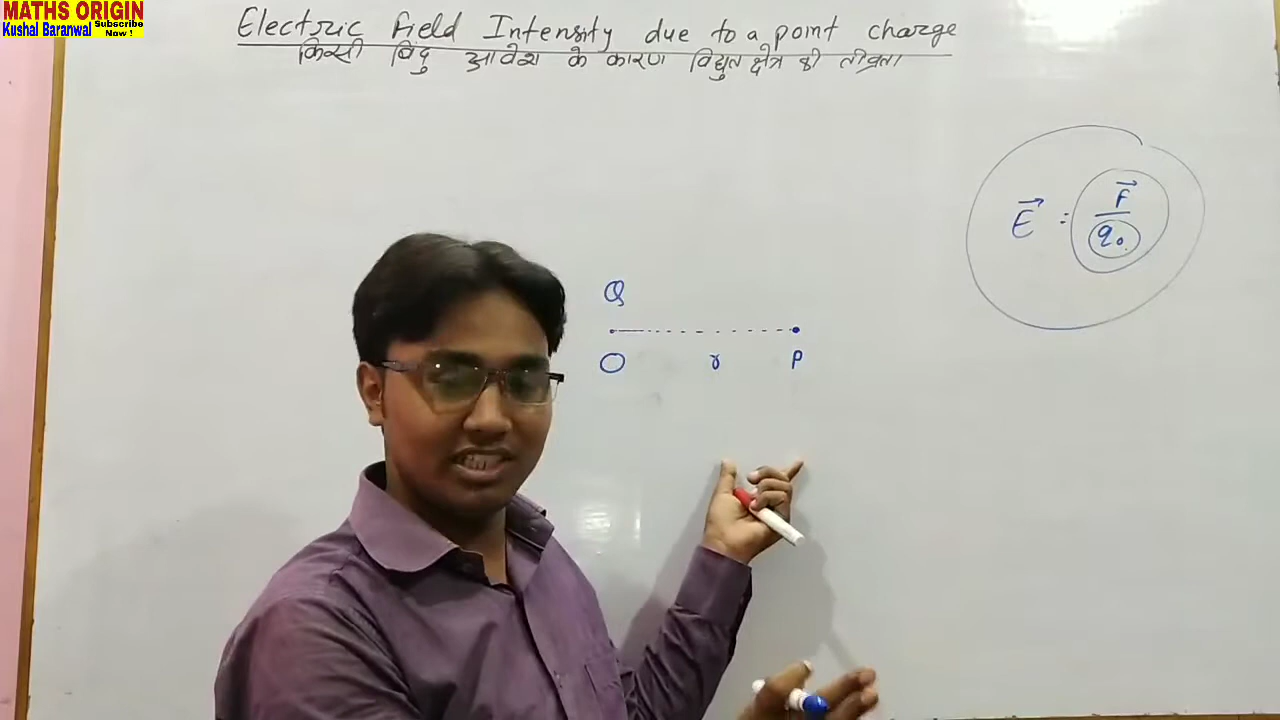 MATHS ORIGIN
Kushal Baranwal Subscribe Now !
Electric Field Intensity due to a point charge
किसी बिंदु आवेश के कारण विद्युत क्षेत्र की तीव्रता
E⃗ = F⃗/q₀
Q
O r P